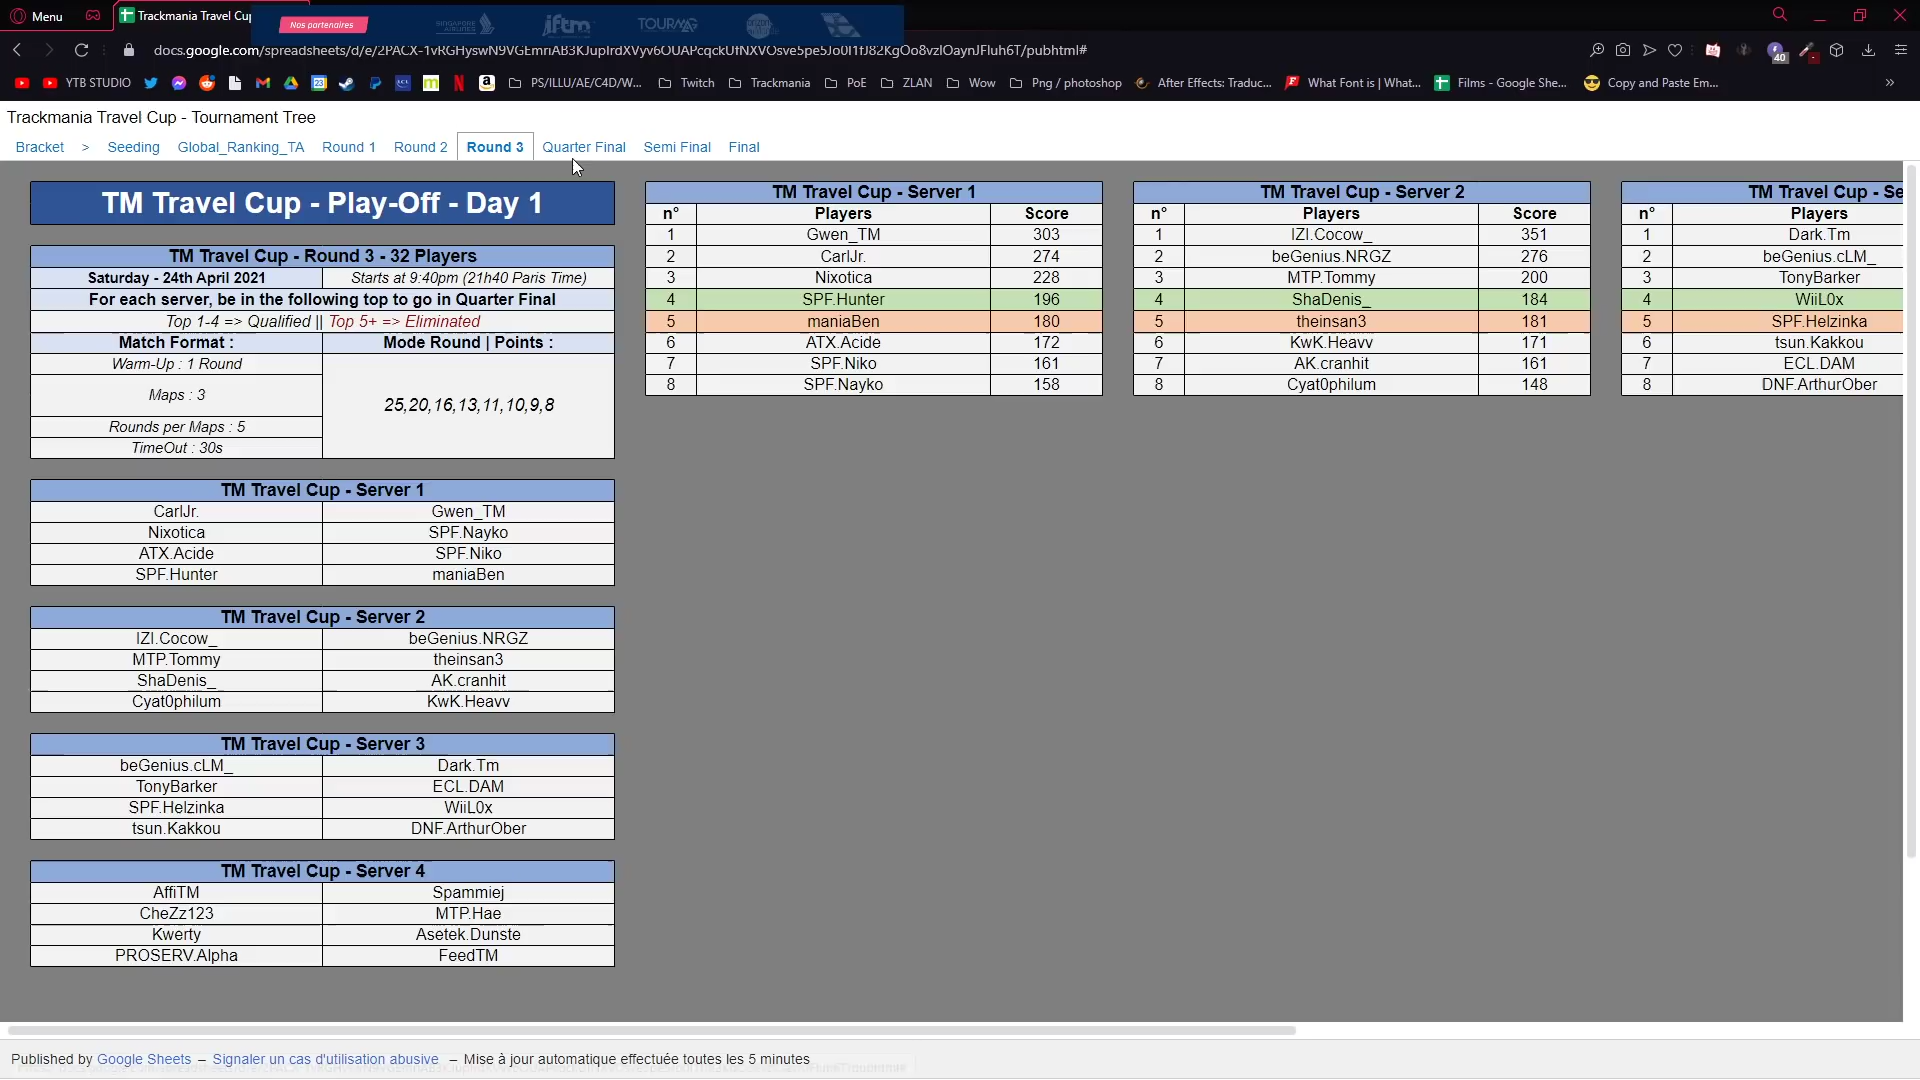 Menu
Trackmania Travel Cup
Nos partenaires
SINGAPORE AIRLINES
iftm
TOURMAG
docs.google.com/spreadsheets/d/e/2PACX-
Yv6OUAPcqckUfNXVOsve5pe5Jo0I1fJ82KgOo8vzlOaynJFluh6T/pubhtml#
40
YTB STUDIO
PS/ILLU/AE/C4D/W...
Twitch
Trackmania
PoE
ZLAN
Wow
Png / photoshop
After Effects: Traduc...
What Font is | What...
Films - Google She...
Copy and Paste Em...
»
Trackmania Travel Cup - Tournament Tree
Bracket > Seeding Global_Ranking_TA Round 1 Round 2 Round 3 Quarter Final Semi Final Final
TM Travel Cup - Play-Off - Day 1
TM Travel Cup - Round 3 - 32 Players
Saturday - 24th April 2021 Starts at 9:40pm (21h40 Paris Time)
For each server, be in the following top to go in Quarter Final
Top 1-4 => Qualified || Top 5+ => Eliminated
Match Format : Mode Round | Points :
Warm-Up : 1 Round
Maps : 3
25,20,16,13,11,10,9,8
Rounds per Maps : 5
TimeOut : 30s
TM Travel Cup - Server 1
CarlJr. Gwen_TM
Nixotica SPF.Nayko
ATX.Acide SPF.Niko
SPF.Hunter maniaBen
TM Travel Cup - Server 2
IZI.Cocow_ beGenius.NRGZ
MTP.Tommy theinsan3
ShaDenis_ AK.cranhit
Cyat0philum KwK.Heavv
TM Travel Cup - Server 3
beGenius.cLM_ Dark.Tm
TonyBarker ECL.DAM
SPF.Helzinka WiiL0x
tsun.Kakkou DNF.ArthurOber
TM Travel Cup - Server 4
AffiTM Spammiej
CheZz123 MTP.Hae
Kwerty Asetek.Dunste
PROSERV.Alpha FeedTM
TM Travel Cup - Server 1
n° Players Score
1 Gwen_TM 303
2 CarlJr. 274
3 Nixotica 228
4 SPF.Hunter 196
5 maniaBen 180
6 ATX.Acide 172
7 SPF.Niko 161
8 SPF.Nayko 158
TM Travel Cup - Server 2
n° Players Score
1 IZI.Cocow_ 351
2 beGenius.NRGZ 276
3 MTP.Tommy 200
4 ShaDenis_ 184
5 theinsan3 181
6 KwK.Heavv 171
7 AK.cranhit 161
8 Cyat0philum 148
TM Travel Cup - Se
n° Players
1 Dark.Tm
2 beGenius.cLM_
3 TonyBarker
4 WiiL0x
5 SPF.Helzinka
6 tsun.Kakkou
7 ECL.DAM
8 DNF.ArthurOber
Published by Google Sheets – Signaler un cas d'utilisation abusive – Mise à jour automatique effectuée toutes les 5 minutes